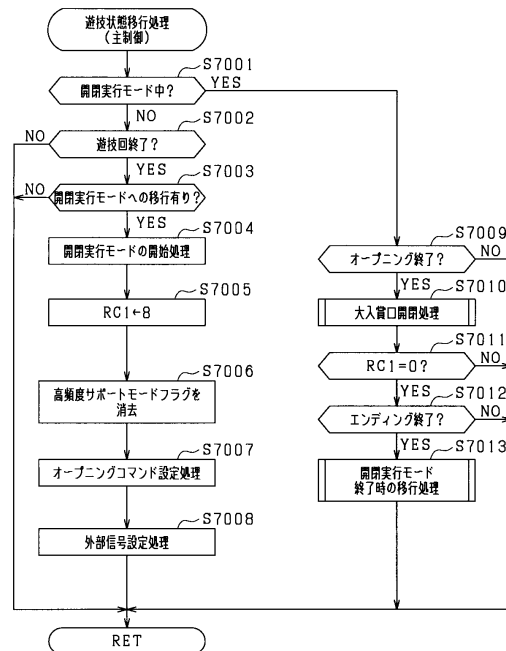 遊技状態移行処理
(主制御)
S7001
開閉実行モード中?
YES
NO
S7002
NO
遊技回終了?
YES
S7003
NO
開閉実行モードへの移行有り?
YES
S7004
開閉実行モードの開始処理
S7005
RC1←8
S7006
高頻度サポートモードフラグを
消去
S7007
オープニングコマンド設定処理
S7008
外部信号設定処理
S7009
オープニング終了?
NO
YES
S7010
大入賞口開閉処理
S7011
RC1=0?
NO
YES
S7012
エンディング終了?
NO
YES
S7013
開閉実行モード
終了時の移行処理
RET